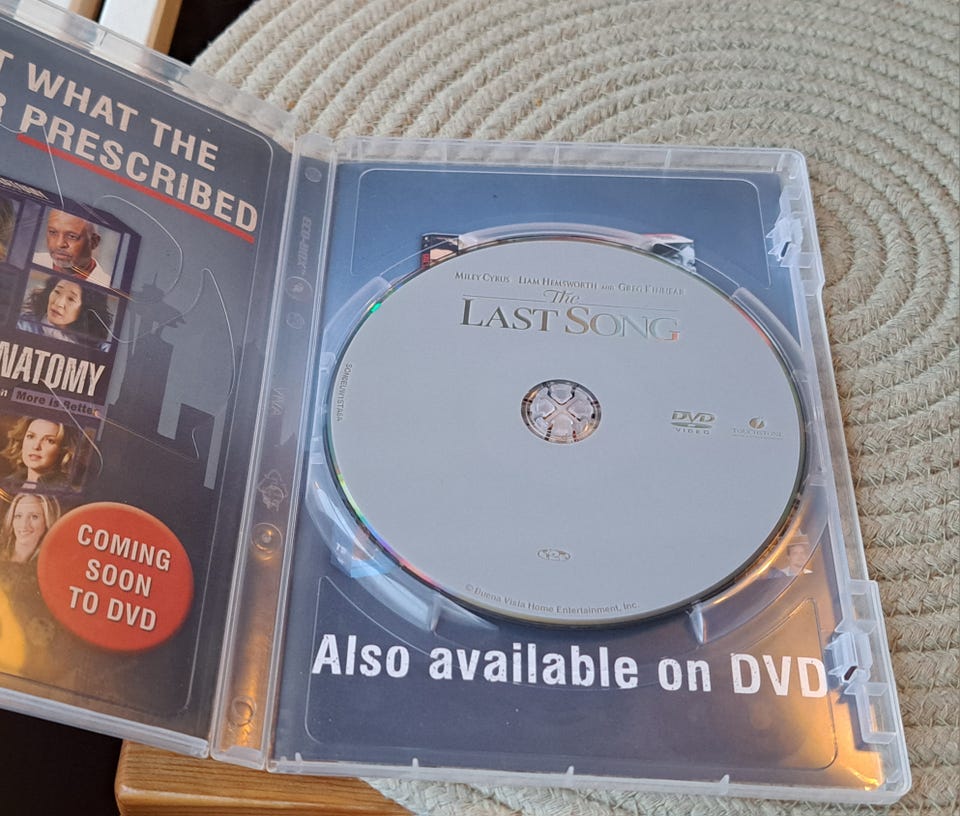 T WHAT THE
PRESCRIBED
NATOMY
More is Better
COMING
SOON
TO DVD
MILEY CYRUS LIAM HEMSWORTH AND GREG KINNEAR
The
LAST SONG
DVD
VIDEO
TOUCHSTONE
© Buena Vista Home Entertainment, Inc.
Also available on DVD